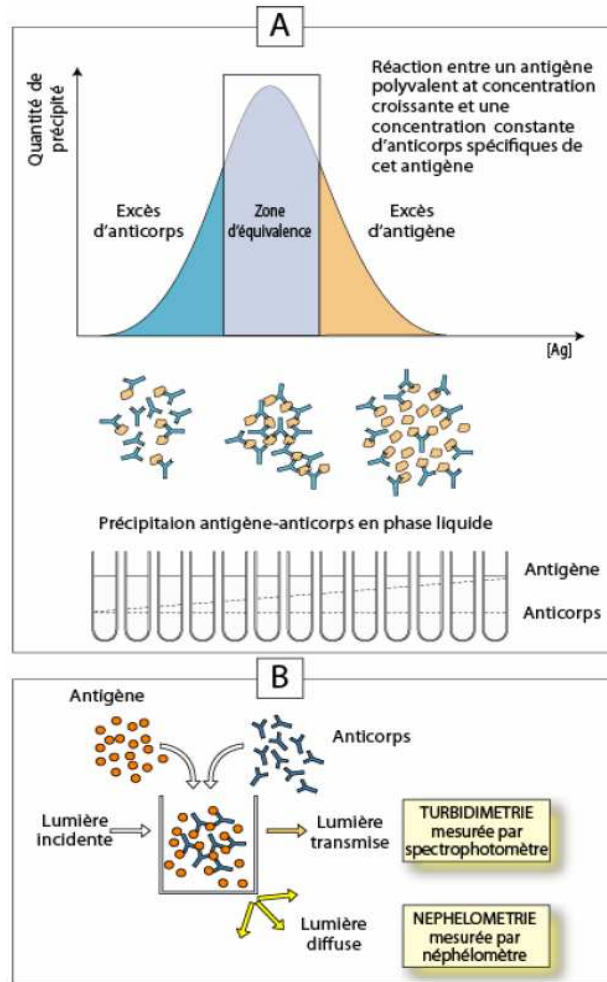 A
Quantité de
précipité
Réaction entre un antigène
polyvalent at concentration
croissante et une
concentration constante
d'anticorps spécifiques de
cet antigène
Excès
d'anticorps
Zone
d'équivalence
Excès
d'antigène
[Ag]
Précipitaion antigène-anticorps en phase liquide
Antigène
Anticorps
B
Antigène
Anticorps
Lumière
incidente
Lumière
transmise
TURBIDIMETRIE
mesurée par
spectrophotomètre
Lumière
diffuse
NEPHELOMETRIE
mesurée par
néphélomètre